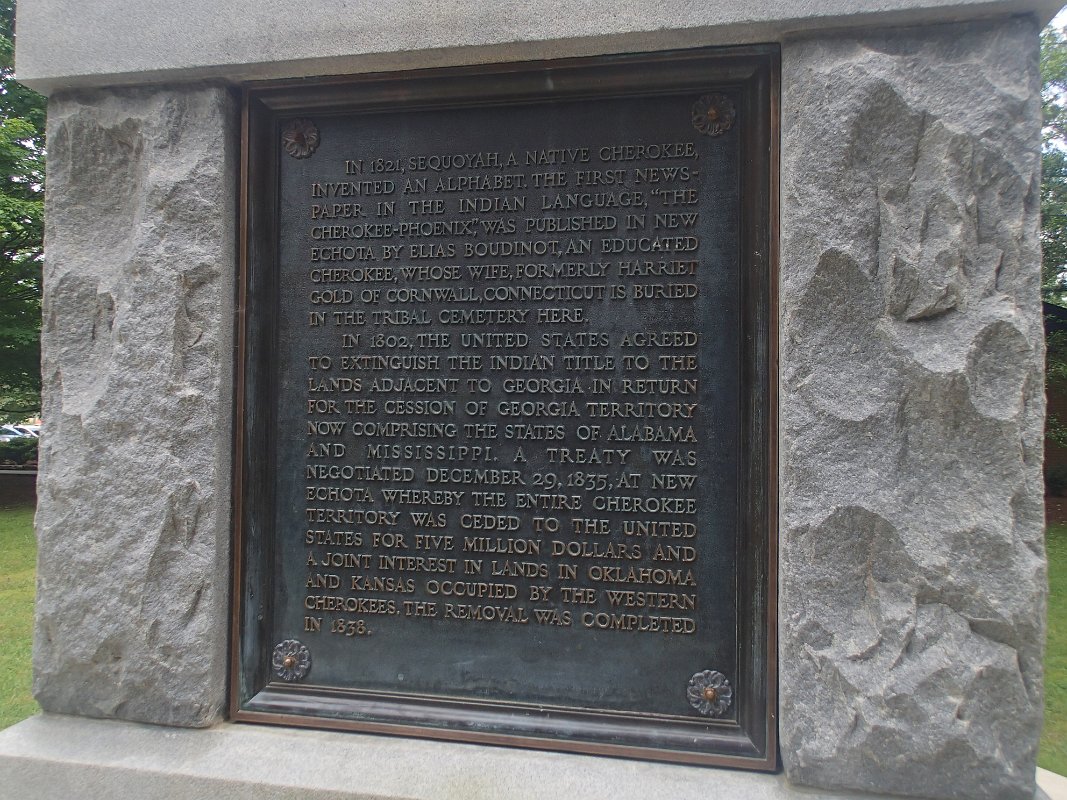 IN 1821, SEQUOYAH, A NATIVE CHEROKEE,
INVENTED AN ALPHABET. THE FIRST NEWS-
PAPER IN THE INDIAN LANGUAGE, "THE
CHEROKEE-PHOENIX," WAS PUBLISHED IN NEW
ECHOTA BY ELIAS BOUDINOT, AN EDUCATED
CHEROKEE, WHOSE WIFE, FORMERLY HARRIET
GOLD OF CORNWALL, CONNECTICUT IS BURIED
IN THE TRIBAL CEMETERY HERE.
IN 1802, THE UNITED STATES AGREED
TO EXTINGUISH THE INDIAN TITLE TO THE
LANDS ADJACENT TO GEORGIA IN RETURN
FOR THE CESSION OF GEORGIA TERRITORY
NOW COMPRISING THE STATES OF ALABAMA
AND MISSISSIPPI. A TREATY WAS
NEGOTIATED DECEMBER 29, 1835, AT NEW
ECHOTA WHEREBY THE ENTIRE CHEROKEE
TERRITORY WAS CEDED TO THE UNITED
STATES FOR FIVE MILLION DOLLARS AND
A JOINT INTEREST IN LANDS IN OKLAHOMA
AND KANSAS OCCUPIED BY THE WESTERN
CHEROKEES. THE REMOVAL WAS COMPLETED
IN 1838.